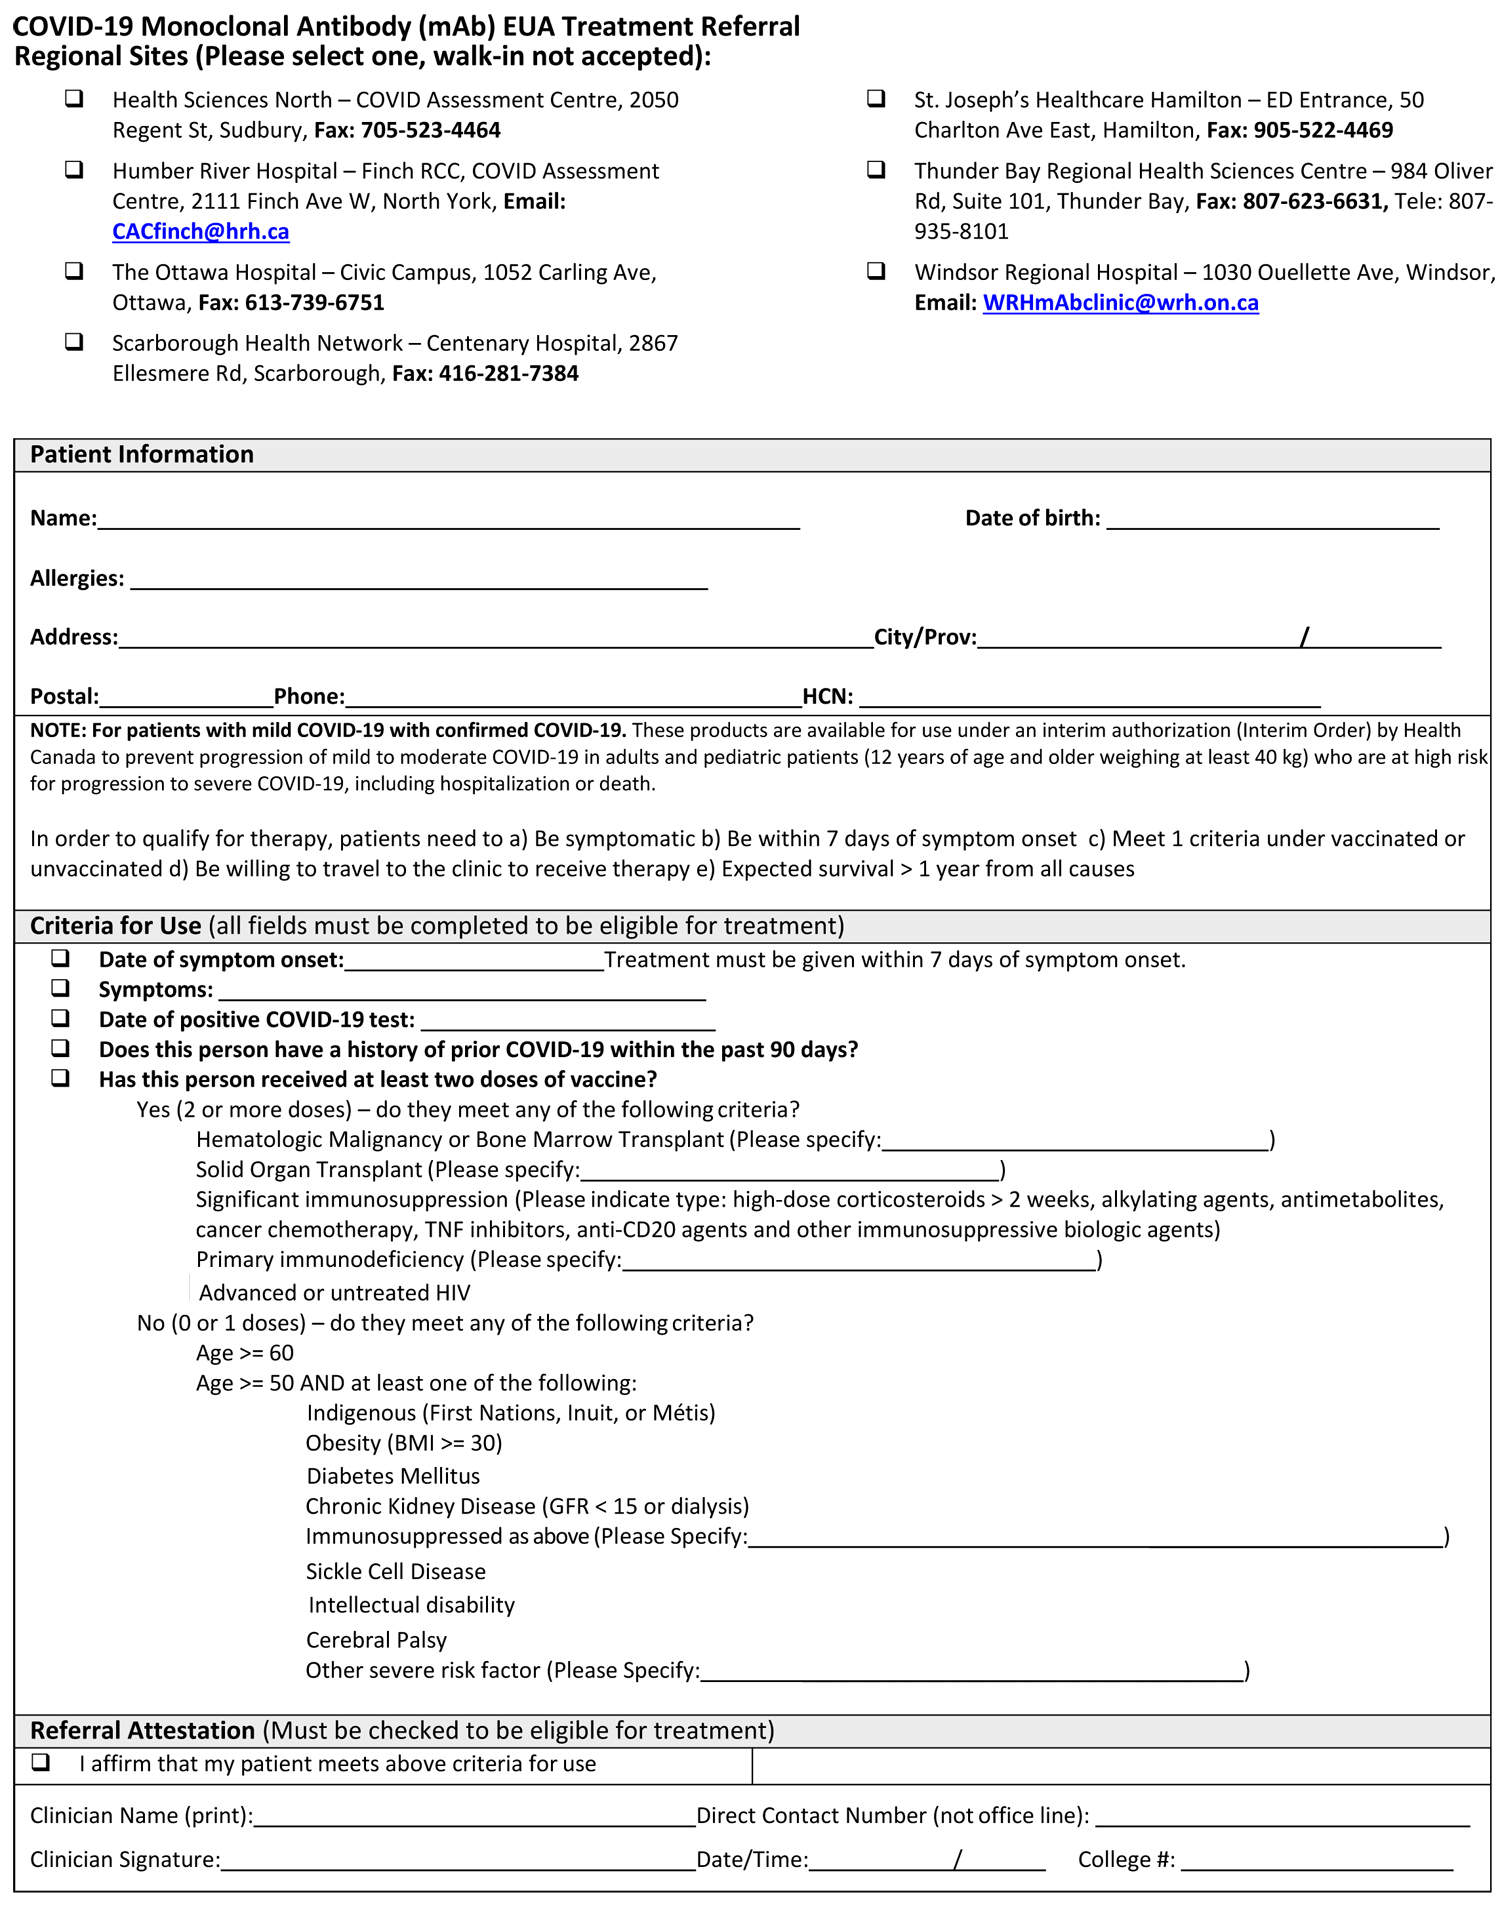 COVID-19 Monoclonal Antibody (mAb) EUA Treatment Referral
Regional Sites (Please select one, walk-in not accepted):
❑ Health Sciences North – COVID Assessment Centre, 2050
Regent St, Sudbury, Fax: 705-523-4464
❑ Humber River Hospital – Finch RCC, COVID Assessment
Centre, 2111 Finch Ave W, North York, Email:
CACfinch@hrh.ca
❑ The Ottawa Hospital – Civic Campus, 1052 Carling Ave,
Ottawa, Fax: 613-739-6751
❑ Scarborough Health Network – Centenary Hospital, 2867
Ellesmere Rd, Scarborough, Fax: 416-281-7384
❑ St. Joseph’s Healthcare Hamilton – ED Entrance, 50
Charlton Ave East, Hamilton, Fax: 905-522-4469
❑ Thunder Bay Regional Health Sciences Centre – 984 Oliver
Rd, Suite 101, Thunder Bay, Fax: 807-623-6631, Tele: 807-
935-8101
❑ Windsor Regional Hospital – 1030 Ouellette Ave, Windsor,
Email: WRHmAbclinic@wrh.on.ca
Patient Information
Name:____ Date of birth: ____
Allergies: ____
Address:____City/Prov:____/____
Postal:____Phone:____HCN: ____
NOTE: For patients with mild COVID-19 with confirmed COVID-19. These products are available for use under an interim authorization (Interim Order) by Health
Canada to prevent progression of mild to moderate COVID-19 in adults and pediatric patients (12 years of age and older weighing at least 40 kg) who are at high risk
for progression to severe COVID-19, including hospitalization or death.
In order to qualify for therapy, patients need to a) Be symptomatic b) Be within 7 days of symptom onset c) Meet 1 criteria under vaccinated or
unvaccinated d) Be willing to travel to the clinic to receive therapy e) Expected survival > 1 year from all causes
Criteria for Use (all fields must be completed to be eligible for treatment)
❑ Date of symptom onset:____Treatment must be given within 7 days of symptom onset.
❑ Symptoms: ____
❑ Date of positive COVID-19 test: ____
❑ Does this person have a history of prior COVID-19 within the past 90 days?
❑ Has this person received at least two doses of vaccine?
Yes (2 or more doses) – do they meet any of the following criteria?
Hematologic Malignancy or Bone Marrow Transplant (Please specify:____)
Solid Organ Transplant (Please specify:____)
Significant immunosuppression (Please indicate type: high-dose corticosteroids > 2 weeks, alkylating agents, antimetabolites,
cancer chemotherapy, TNF inhibitors, anti-CD20 agents and other immunosuppressive biologic agents)
Primary immunodeficiency (Please specify:____)
Advanced or untreated HIV
No (0 or 1 doses) – do they meet any of the following criteria?
Age >= 60
Age >= 50 AND at least one of the following:
Indigenous (First Nations, Inuit, or Métis)
Obesity (BMI >= 30)
Diabetes Mellitus
Chronic Kidney Disease (GFR < 15 or dialysis)
Immunosuppressed as above (Please Specify:____)
Sickle Cell Disease
Intellectual disability
Cerebral Palsy
Other severe risk factor (Please Specify:____)
Referral Attestation (Must be checked to be eligible for treatment)
❑ I affirm that my patient meets above criteria for use
Clinician Name (print):____Direct Contact Number (not office line): ____
Clinician Signature:____Date/Time:____/____ College #: ____